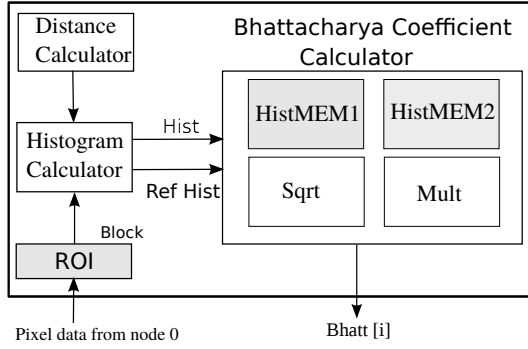 Distance
Calculator
Bhattacharya Coefficient
Calculator
Histogram
Calculator
Hist
Ref Hist
HistMEM1
HistMEM2
Sqrt
Mult
Block
ROI
Pixel data from node 0
Bhatt [i]